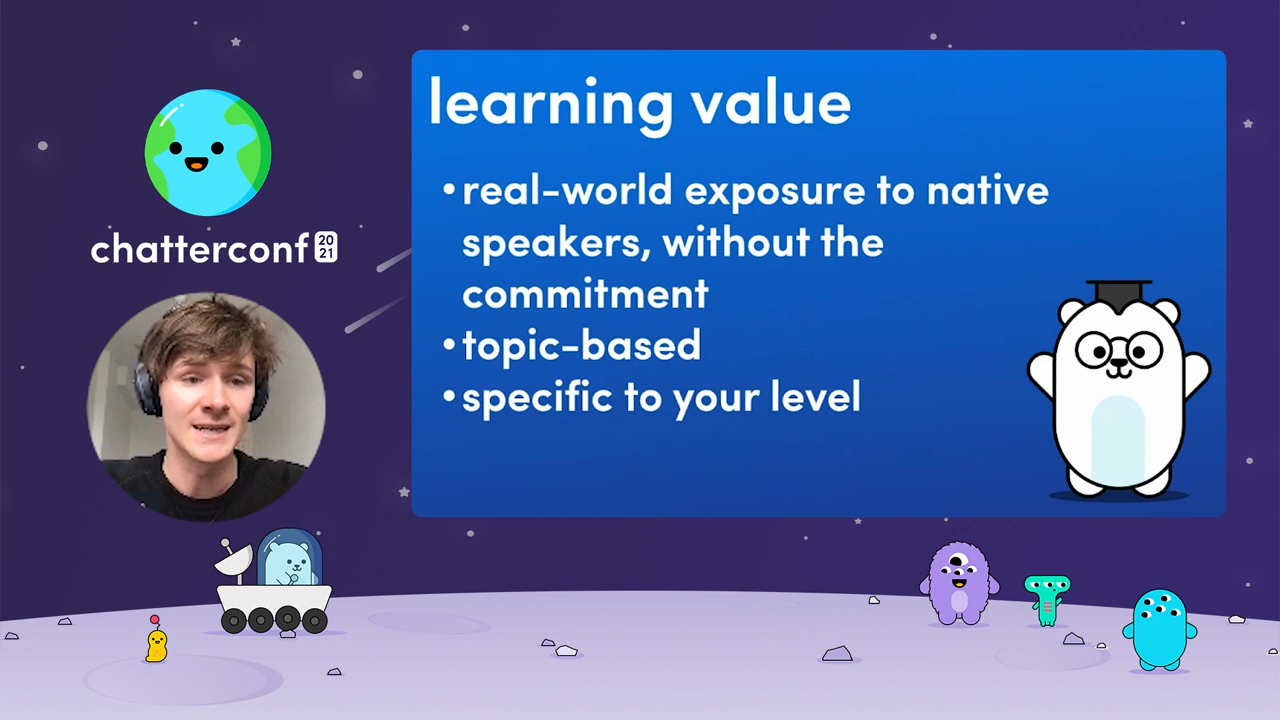 chatterconf 20
21
learning value
• real-world exposure to native
speakers, without the
commitment
• topic-based
• specific to your level